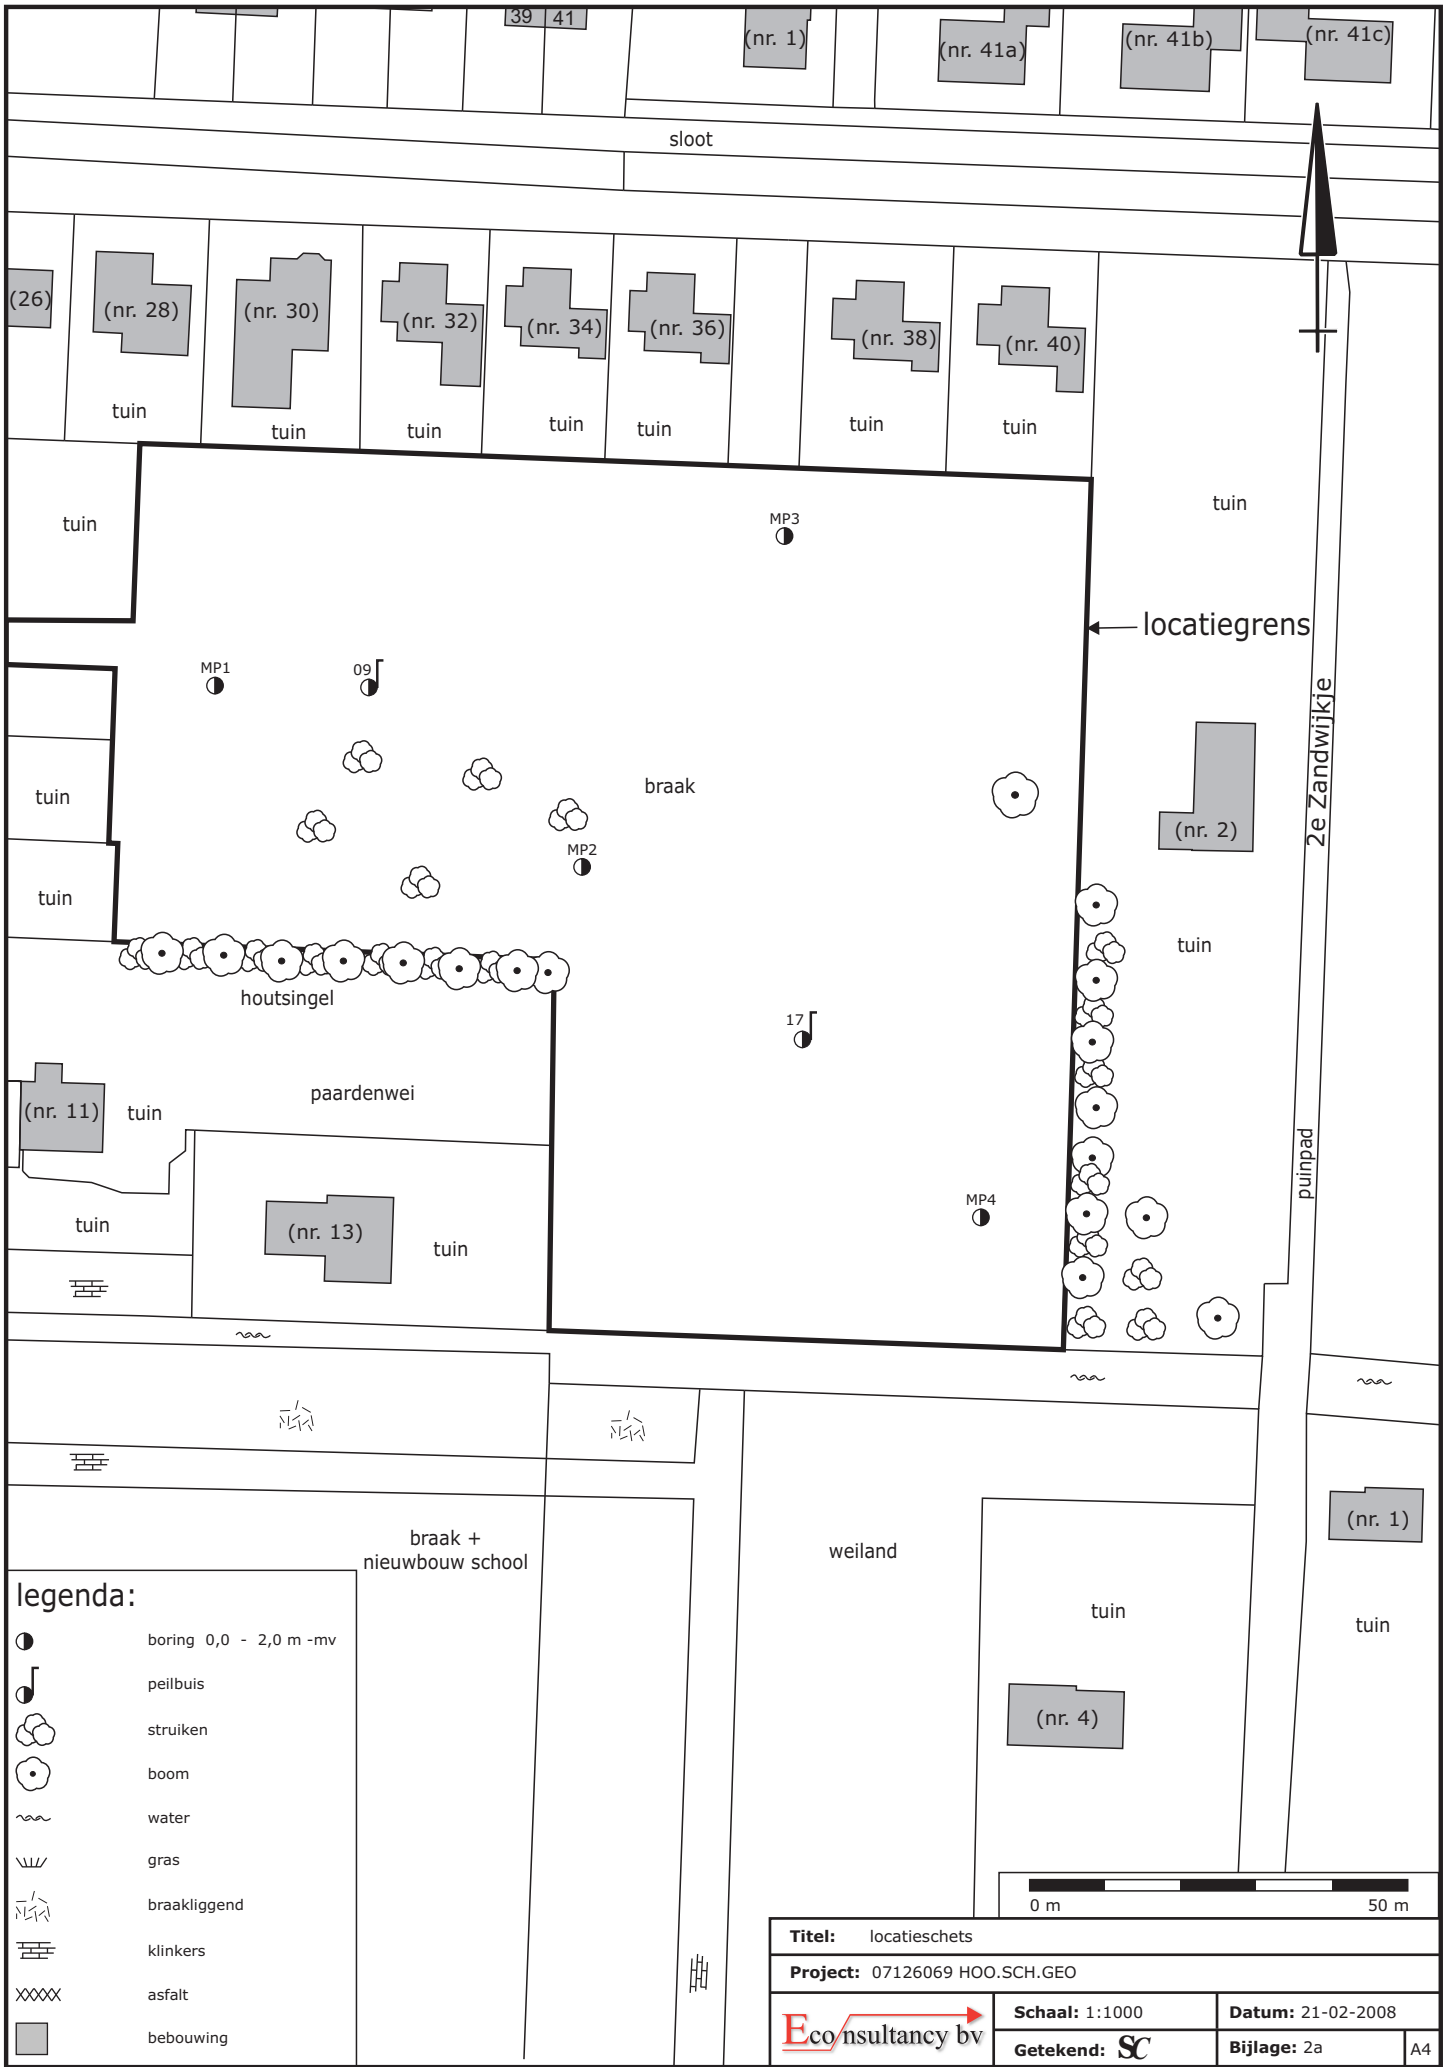 39 41
(nr. 1)
(nr. 41a)
(nr. 41b)
(nr. 41c)
sloot
(26)
(nr. 28)
(nr. 30)
(nr. 32)
(nr. 34)
(nr. 36)
(nr. 38)
(nr. 40)
tuin
tuin
tuin
tuin
tuin
tuin
tuin
tuin
tuin
MP3
locatiegrens
MP1
09
2e Zandwijkje
braak
tuin
(nr. 2)
MP2
tuin
tuin
houtsingel
17
paardenwei
(nr. 11)
tuin
puinpad
MP4
tuin
(nr. 13)
tuin
(nr. 1)
braak +
nieuwbouw school
weiland
tuin
tuin
(nr. 4)
legenda:
boring 0,0 - 2,0 m -mv
peilbuis
struiken
boom
water
gras
braakliggend
klinkers
asfalt
bebouwing
0 m 50 m
Titel: locatieschets
Project: 07126069 HOO.SCH.GEO
Econsultancy bv
Schaal: 1:1000
Datum: 21-02-2008
Getekend: SC
Bijlage: 2a
A4